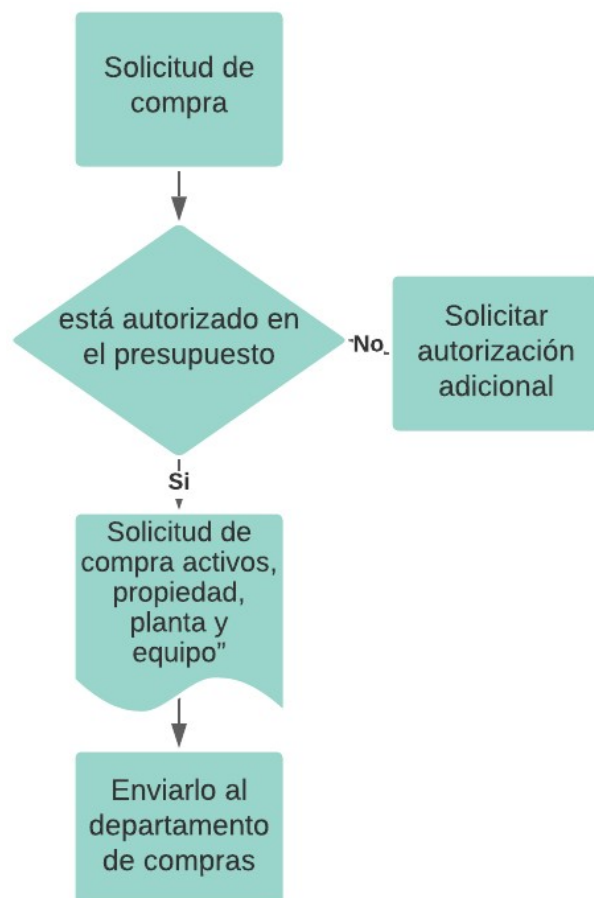 Solicitud de
compra
está autorizado en
el presupuesto
No
Solicitar
autorización
adicional
Si
Solicitud de
compra activos,
propiedad,
planta y
equipo”
Enviarlo al
departamento
de compras